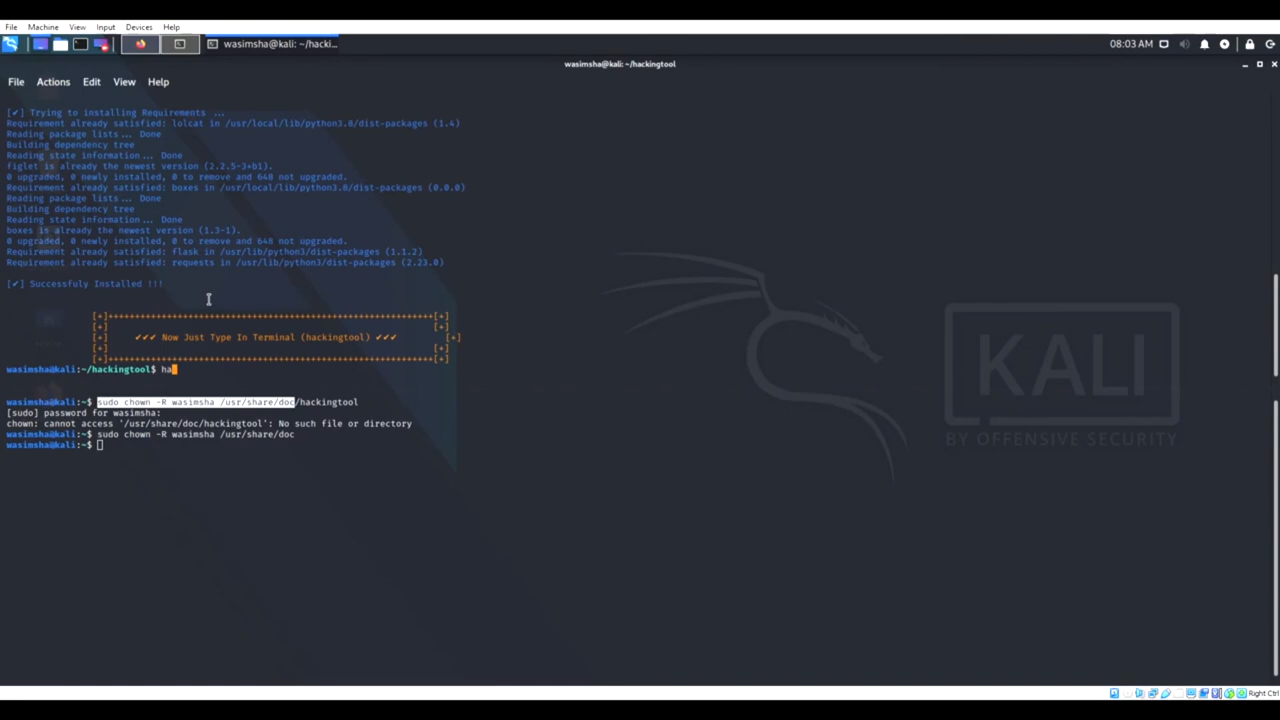 File Machine View Input Devices Help
wasimsha@kali: ~/hacki... 08:03 AM
wasimsha@kali: ~/hackingtool
File Actions Edit View Help
[✔] Trying to installing Requirements ...
Requirement already satisfied: lolcat in /usr/local/lib/python3.8/dist-packages (1.4)
Reading package lists... Done
Building dependency tree
Reading state information... Done
figlet is already the newest version (2.2.5-3+b1).
0 upgraded, 0 newly installed, 0 to remove and 648 not upgraded.
Requirement already satisfied: boxes in /usr/local/lib/python3.8/dist-packages (0.0.0)
Reading package lists... Done
Building dependency tree
Reading state information... Done
boxes is already the newest version (1.3-1).
0 upgraded, 0 newly installed, 0 to remove and 648 not upgraded.
Requirement already satisfied: flask in /usr/lib/python3/dist-packages (1.1.2)
Requirement already satisfied: requests in /usr/lib/python3/dist-packages (2.23.0)
[✔] Successfuly Installed !!!
[+]+++++++++++++++++++++++++++++++++++++++++++++++++++++++++++++[+]
[+] [+]
[+] ✔✔✔ Now Just Type In Terminal (hackingtool) ✔✔✔ [+]
[+] [+]
[+]+++++++++++++++++++++++++++++++++++++++++++++++++++++++++++++[+]
wasimsha@kali:~/hackingtool$ ha
wasimsha@kali:~$ sudo chown -R wasimsha /usr/share/doc/hackingtool
[sudo] password for wasimsha:
chown: cannot access '/usr/share/doc/hackingtool': No such file or directory
wasimsha@kali:~$ sudo chown -R wasimsha /usr/share/doc
wasimsha@kali:~$
KALI
BY OFFENSIVE SECURITY
Right Ctrl